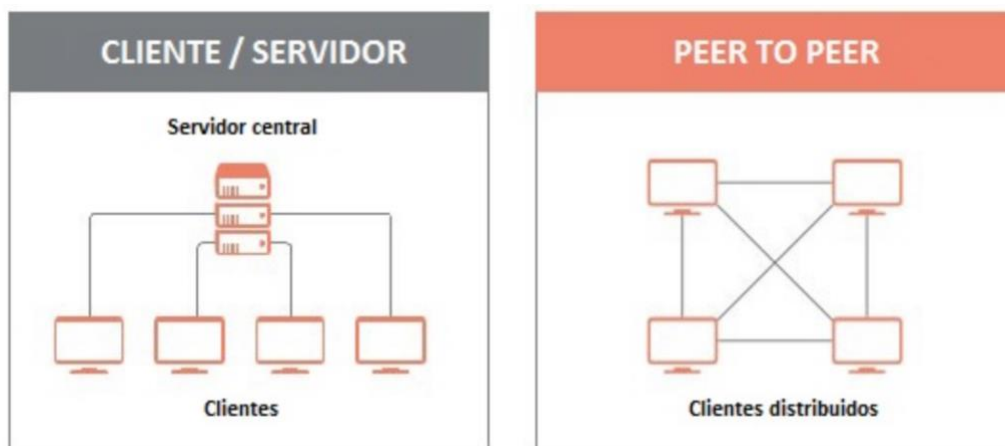 CLIENTE / SERVIDOR
Servidor central
Clientes
PEER TO PEER
Clientes distribuidos